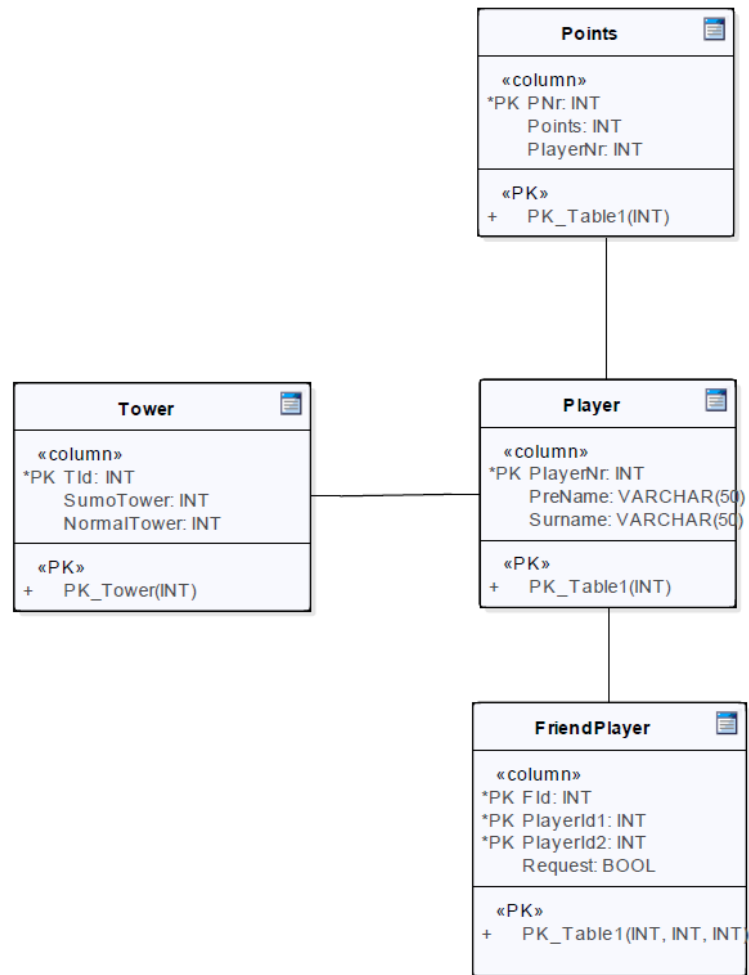 Points
«column»
*PK PNr: INT
Points: INT
PlayerNr: INT
«PK»
+ PK_Table1(INT)
Tower
«column»
*PK TId: INT
SumoTower: INT
NormalTower: INT
«PK»
+ PK_Tower(INT)
Player
«column»
*PK PlayerNr: INT
PreName: VARCHAR(50)
Surname: VARCHAR(50)
«PK»
+ PK_Table1(INT)
FriendPlayer
«column»
*PK FId: INT
*PK PlayerId1: INT
*PK PlayerId2: INT
Request: BOOL
«PK»
+ PK_Table1(INT, INT, INT)